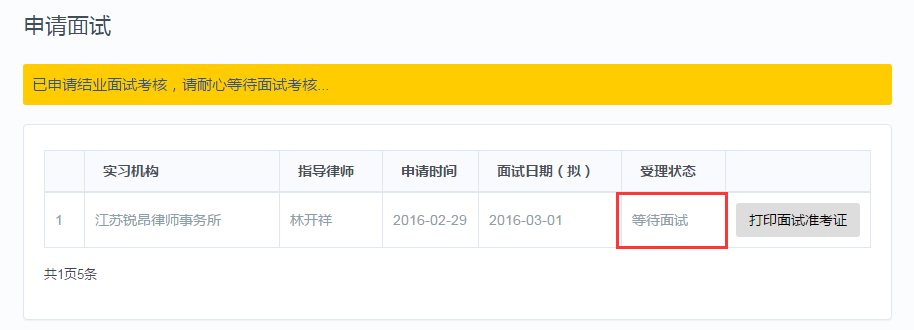 申请面试
已申请结业面试考核，请耐心等待面试考核...
实习机构 指导律师 申请时间 面试日期（拟） 受理状态
1 江苏锐昂律师事务所 林开祥 2016-02-29 2016-03-01 等待面试 打印面试准考证
共1页5条